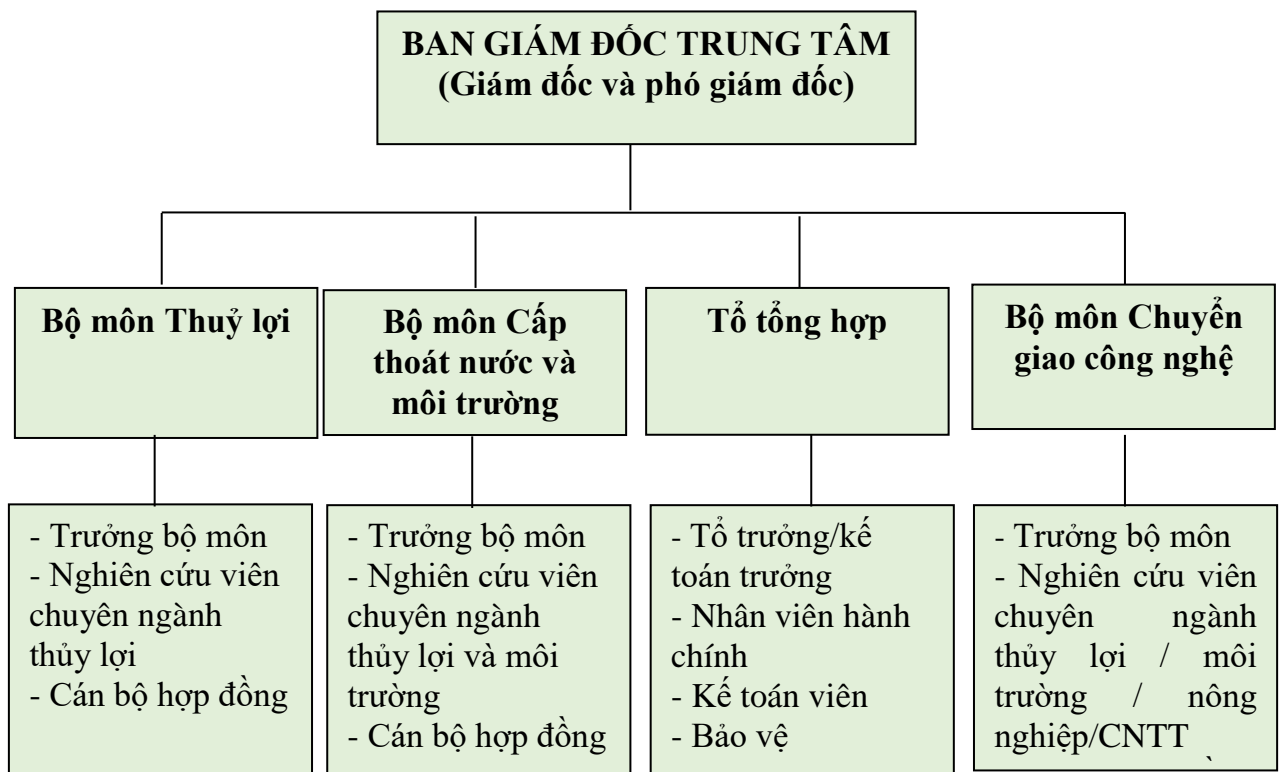 BAN GIÁM ĐỐC TRUNG TÂM
(Giám đốc và phó giám đốc)
Bộ môn Thuỷ lợi
Bộ môn Cấp
thoát nước và
môi trường
Tổ tổng hợp
Bộ môn Chuyển
giao công nghệ
- Trưởng bộ môn
- Nghiên cứu viên
chuyên ngành
thủy lợi
- Cán bộ hợp đồng
- Trưởng bộ môn
- Nghiên cứu viên
chuyên ngành
thủy lợi và môi
trường
- Cán bộ hợp đồng
- Tổ trưởng/kế
toán trưởng
- Nhân viên hành
chính
- Kế toán viên
- Bảo vệ
- Trưởng bộ môn
- Nghiên cứu viên
chuyên ngành
thủy lợi / môi
trường / nông
nghiệp/CNTT